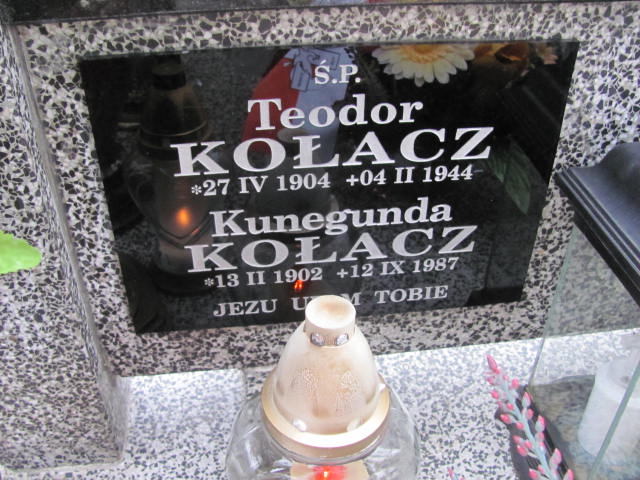 Ś.P.
Teodor
KOŁACZ
*27 IV 1904 +04 II 1944
Kunegunda
KOŁACZ
*13 II 1902 +12 IX 1987
JEZU TOBIE